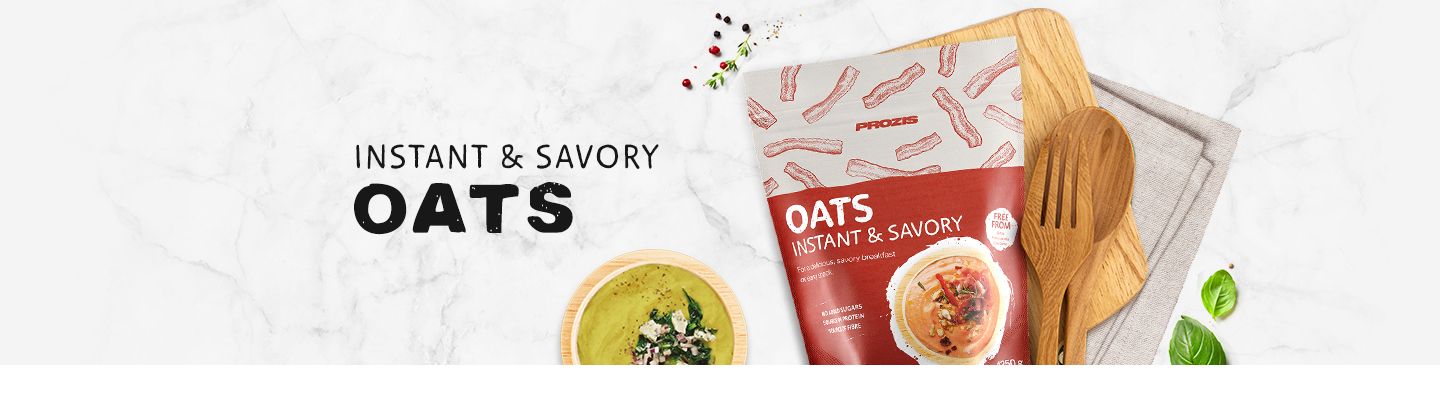 INSTANT & SAVORY
OATS
PROZIS
OATS
INSTANT & SAVORY
For a delicious, savory breakfast
or easy snack.
FREE
FROM
NO ADDED SUGARS
SOURCE OF PROTEIN
SOURCE OF FIBRE